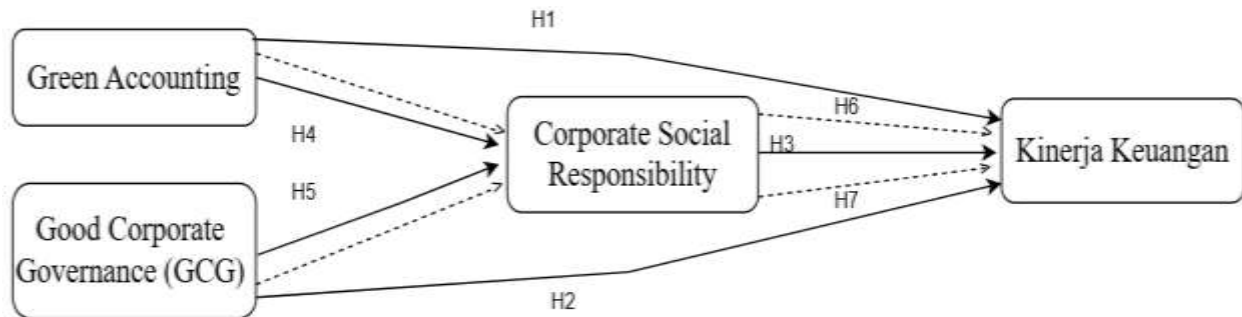 H1
Green Accounting
H6
H4
Corporate Social
Responsibility
H3
Kinerja Keuangan
H5
H7
Good Corporate
Governance (GCG)
H2